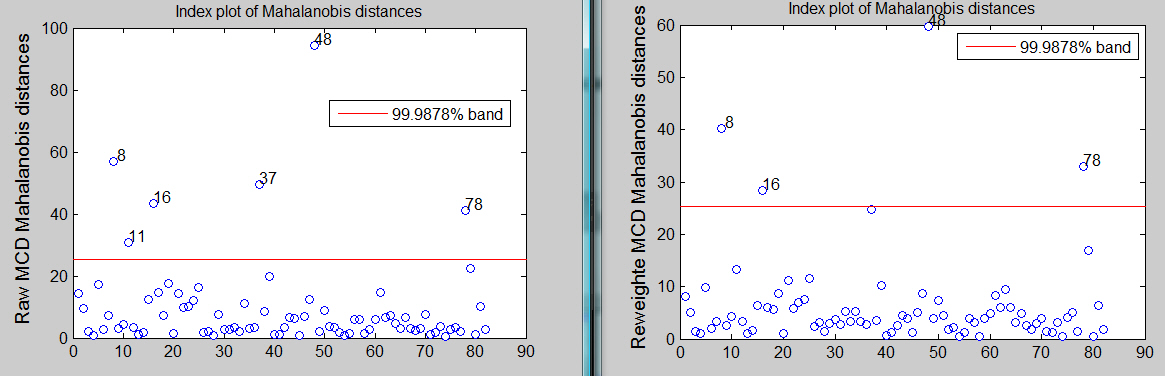 Index plot of Mahalanobis distances
Raw MCD Mahalanobis distances
100
80
60
40
20
0
48
99.9878% band
8
37
16
78
11
0 10 20 30 40 50 60 70 80 90
Index plot of Mahalanobis distances
Reweighte MCD Mahalanobis distances
60
50
40
30
20
10
0
48
99.9878% band
8
78
16
0 10 20 30 40 50 60 70 80 90